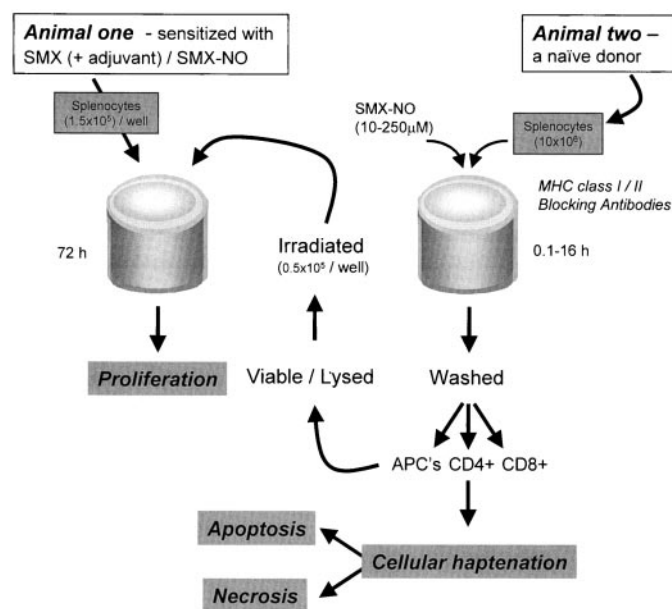 Animal one - sensitized with
SMX (+ adjuvant) / SMX-NO
Animal two –
a naïve donor
Splenocytes
(1.5x10⁵) / well
SMX-NO
(10-250µM)
Splenocytes
(10x10⁶)
MHC class I / II
Blocking Antibodies
72 h
Irradiated
(0.5x10⁵ / well)
0.1-16 h
Proliferation
Viable / Lysed
Washed
APC's CD4+ CD8+
Apoptosis
Cellular haptenation
Necrosis